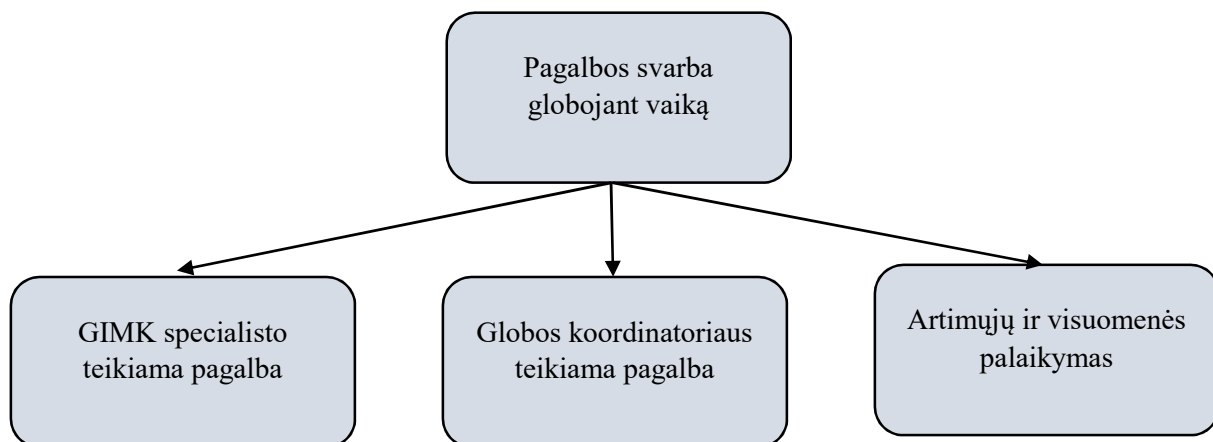 Pagalbos svarba
globojant vaiką
GIMK specialisto
teikiama pagalba
Globos koordinatoriaus
teikiama pagalba
Artimųjų ir visuomenės
palaikymas